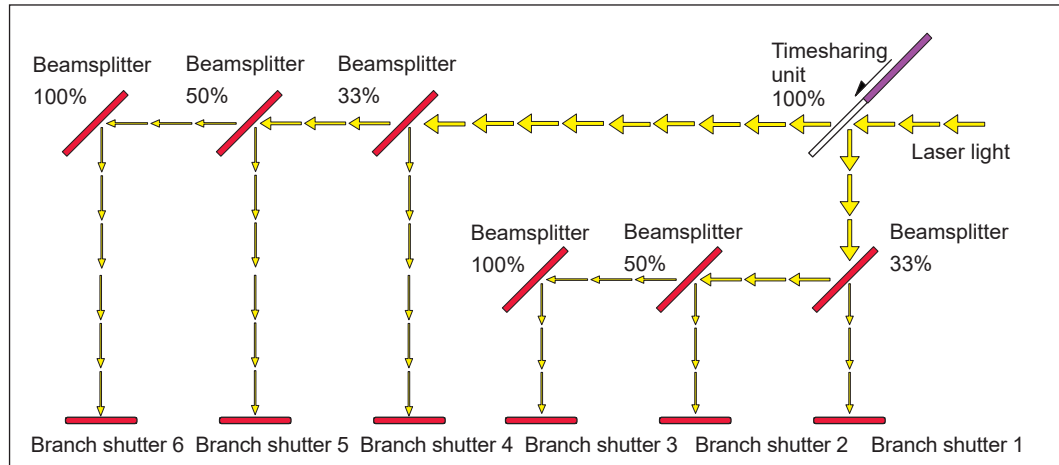 Beamsplitter
100%
Beamsplitter
50%
Beamsplitter
33%
Timesharing
unit
100%
Laser light
Beamsplitter
100%
Beamsplitter
50%
Beamsplitter
33%
Branch shutter 6
Branch shutter 5
Branch shutter 4
Branch shutter 3
Branch shutter 2
Branch shutter 1